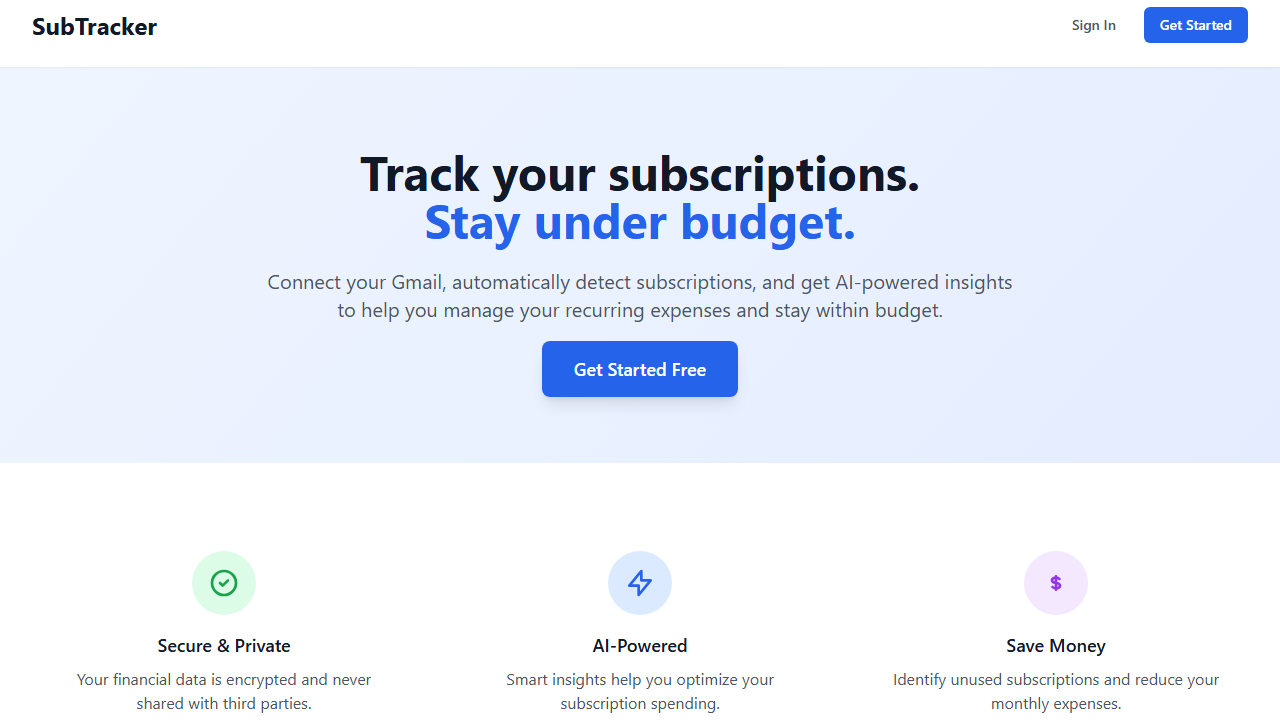 SubTracker
Sign In
Get Started
Track your subscriptions.
Stay under budget.
Connect your Gmail, automatically detect subscriptions, and get AI-powered insights
to help you manage your recurring expenses and stay within budget.
Get Started Free
$
Secure & Private
AI-Powered
Save Money
Your financial data is encrypted and never
shared with third parties.
Smart insights help you optimize your
subscription spending.
Identify unused subscriptions and reduce your
monthly expenses.